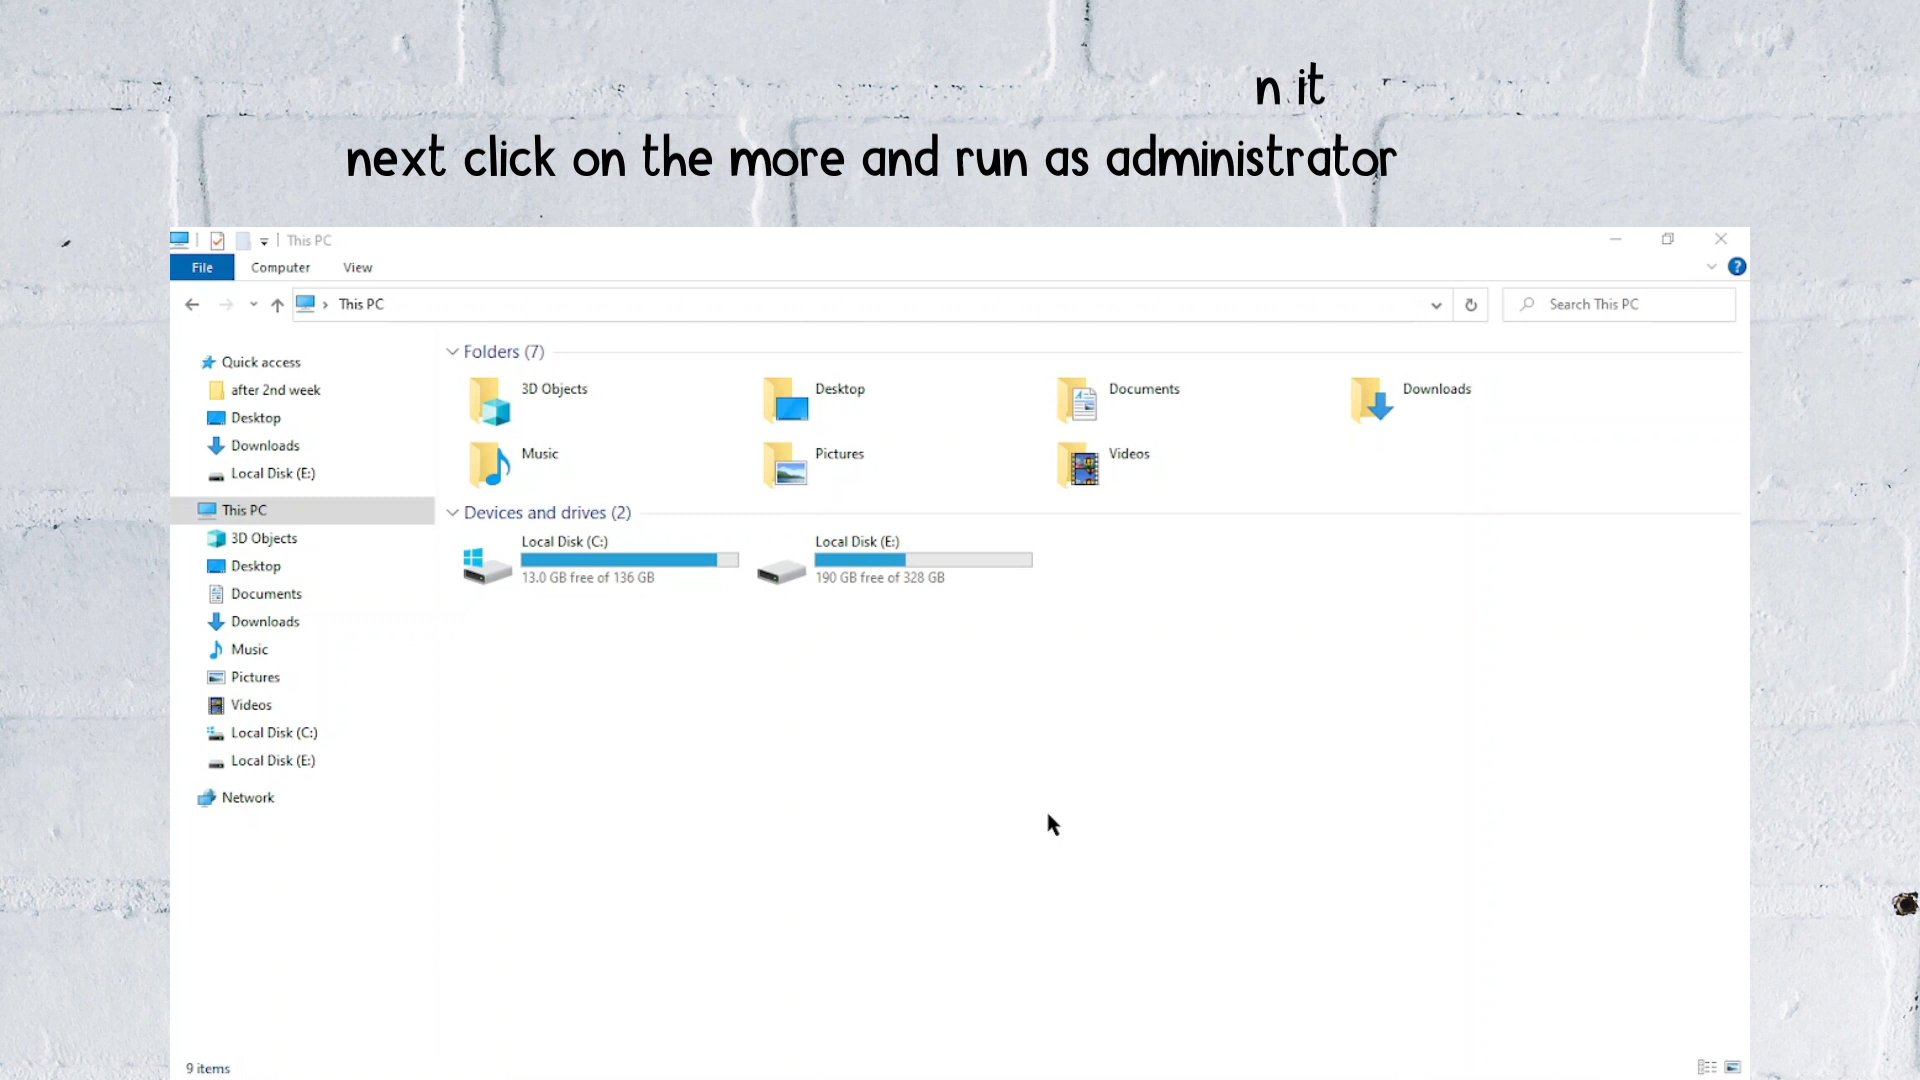 n it
next click on the more and run as administrator
This PC
File Computer View
This PC
Search This PC
Quick access
after 2nd week
Desktop
Downloads
Local Disk (E:)
This PC
3D Objects
Desktop
Documents
Downloads
Music
Pictures
Videos
Local Disk (C:)
Local Disk (E:)
Network
Folders (7)
3D Objects
Desktop
Documents
Downloads
Music
Pictures
Videos
Devices and drives (2)
Local Disk (C:)
13.0 GB free of 136 GB
Local Disk (E:)
190 GB free of 328 GB
9 items